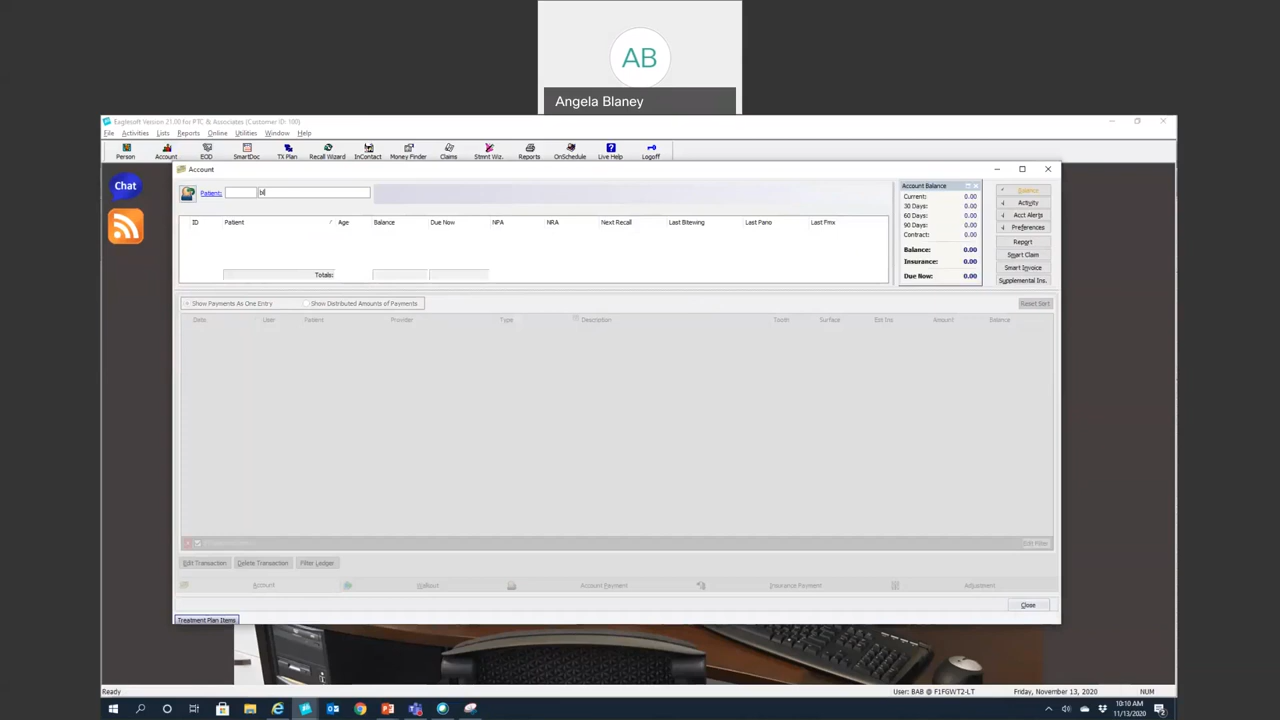 AB
Angela Blaney
Eaglesoft Version 21.00 for PTC & Associates (Customer ID: 100)
File Activities Lists Reports Online Utilities Window Help
Person Account EOD SmartDoc TX Plan Recall Wizard InContact Money Finder Claims Stmnt Wiz. Reports OnSchedule Live Help Logoff
Account
Chat
Patient: bl
ID Patient Age Balance Due Now NPA NRA Next Recall Last Bitewing Last Pano Last Fmx
Totals:
Account Balance
Current: 0.00
30 Days: 0.00
60 Days: 0.00
90 Days: 0.00
Contract: 0.00
Balance: 0.00
Insurance: 0.00
Due Now: 0.00
Balance
Activity
Acct Alerts
Preferences
Report
Smart Claim
Smart Invoice
Supplemental Ins.
Show Payments As One Entry Show Distributed Amounts of Payments
Reset Sort
Date User Patient Provider Type Description Tooth Surface Est Ins Amount Balance
Edit Filter
Edit Transaction Delete Transaction Filter Ledger
Account Walkout Account Payment Insurance Payment Adjustment
Close
Treatment Plan Items
Ready User: BAB @ F1FGWT2-LT Friday, November 13, 2020 NUM
10:10 AM
11/13/2020